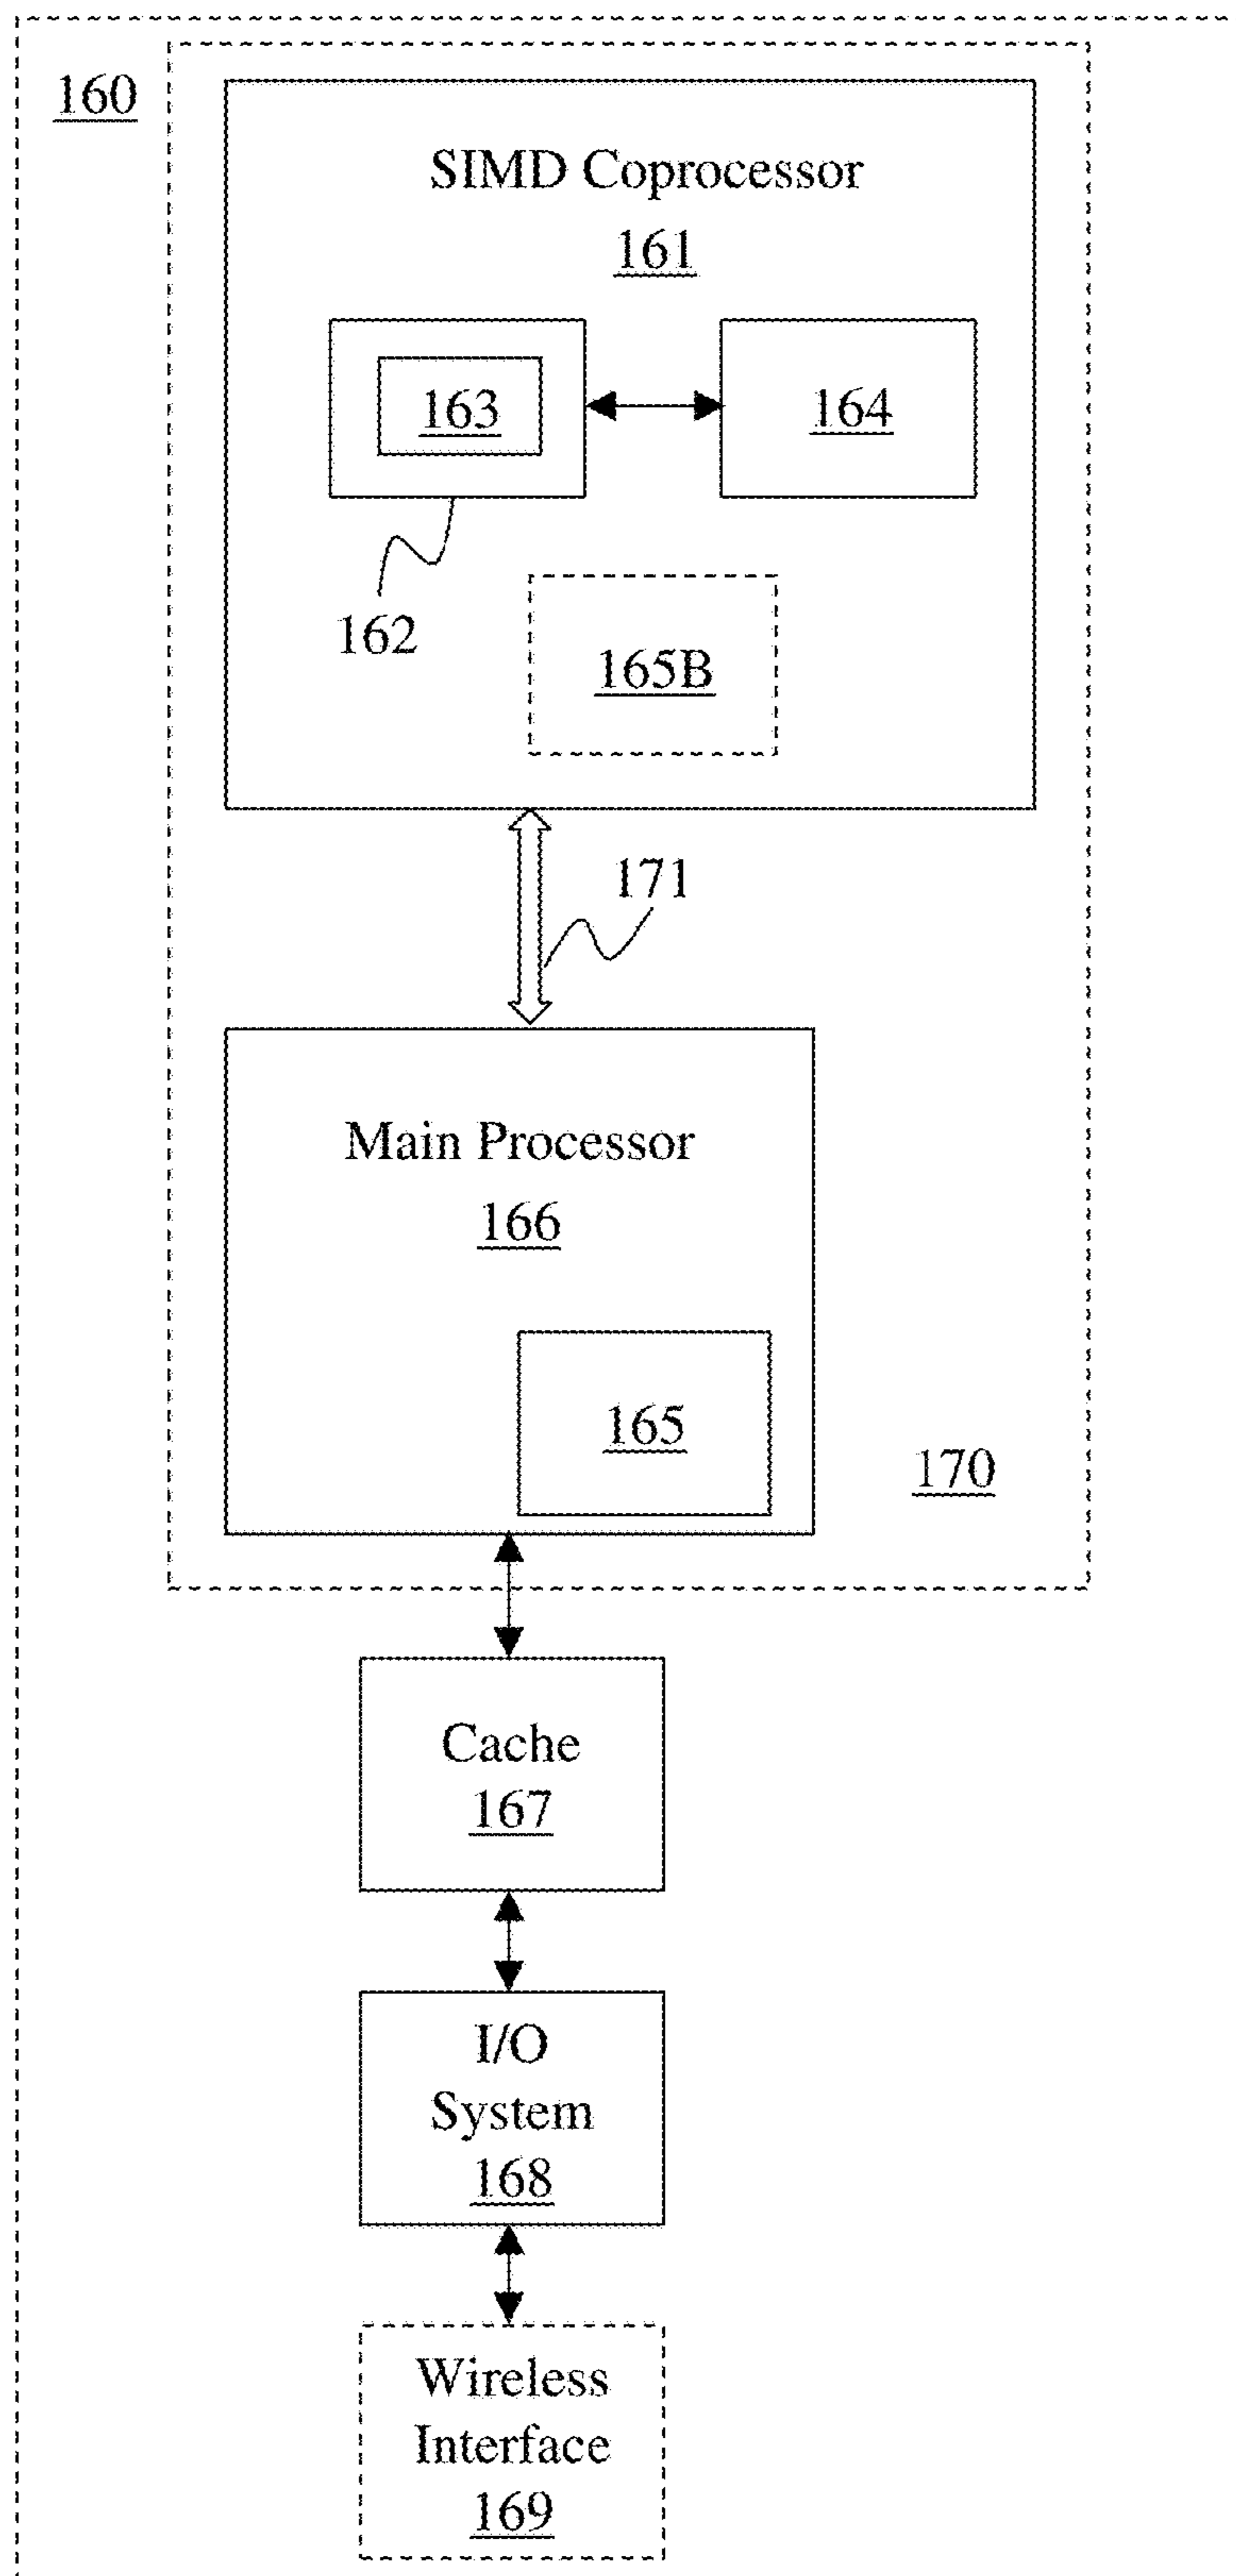 160
SIMD Coprocessor
161
163
164
162
165B
171
Main Processor
166
165
170
Cache
167
I/O
System
168
Wireless
Interface
169